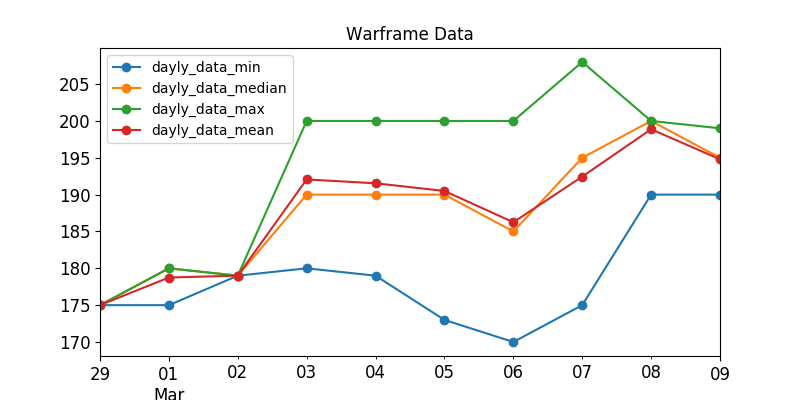 Warframe Data
dayly_data_min
dayly_data_median
dayly_data_max
dayly_data_mean
205
200
195
190
185
180
175
170
29 01 02 03 04 05 06 07 08 09
Mar